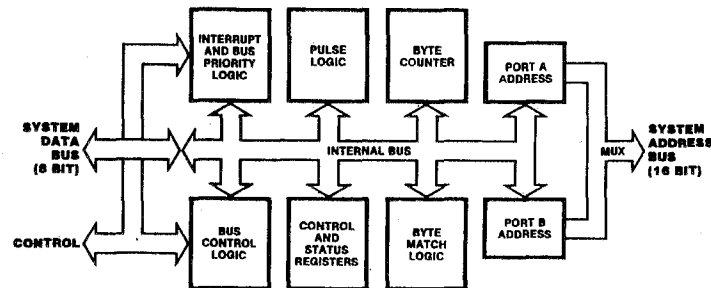 INTERRUPT
AND BUS
PRIORITY
LOGIC
PULSE
LOGIC
BYTE
COUNTER
PORT A
ADDRESS
SYSTEM
DATA
BUS
(8 BIT)
INTERNAL BUS
MUX
SYSTEM
ADDRESS
BUS
(16 BIT)
CONTROL
BUS
CONTROL
LOGIC
CONTROL
AND
STATUS
REGISTERS
BYTE
MATCH
LOGIC
PORT B
ADDRESS